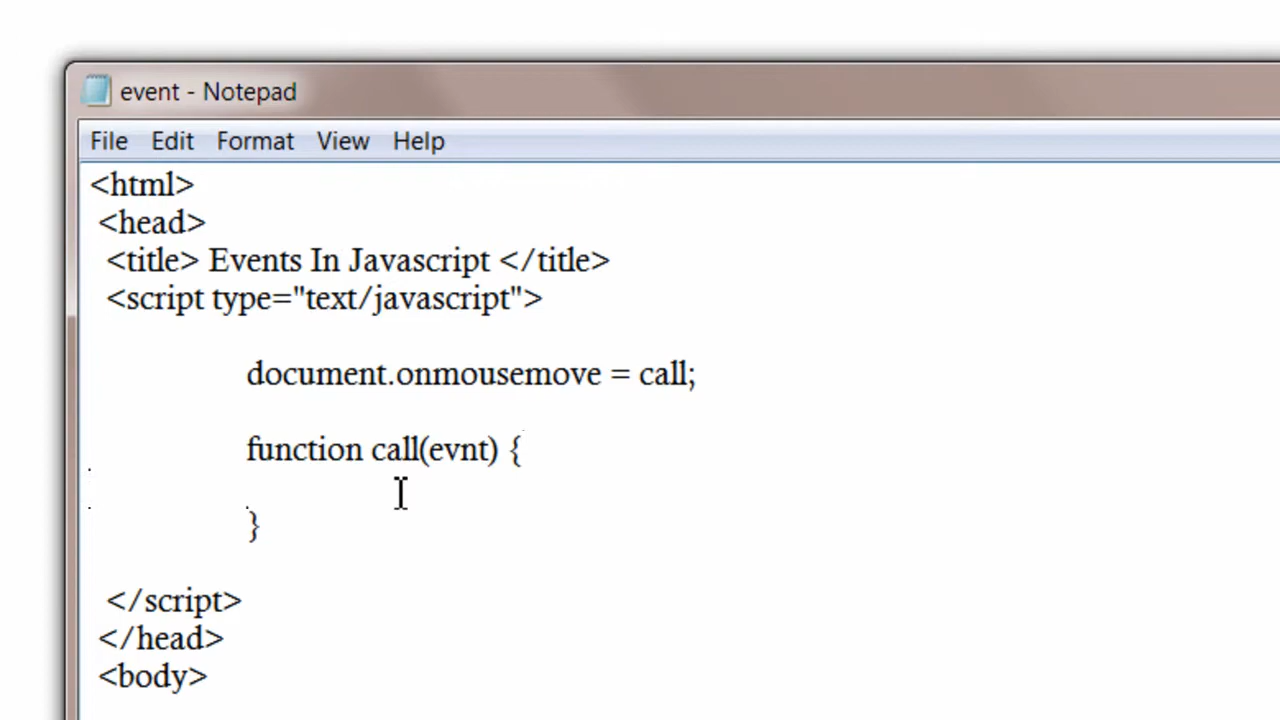 event - Notepad
File Edit Format View Help
<html>
<head>
<title> Events In Javascript </title>
<script type="text/javascript">
document.onmousemove = call;
function call(evnt) {
}
</script>
</head>
<body>